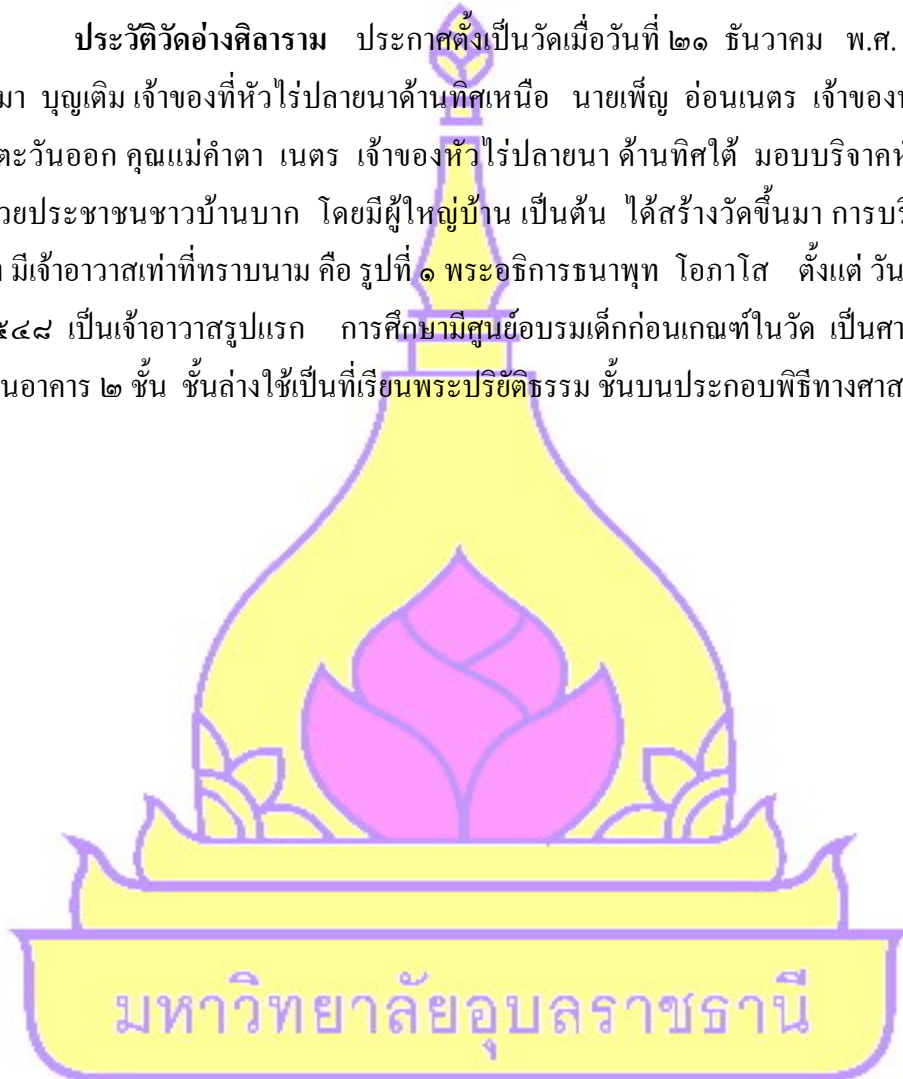 ประวัติวัดอ่างศิลาราม ประกาศตั้งเป็นวัดเมื่อวันที่ ๒๑ ธันวาคม พ.ศ.
มา บุญเติม เจ้าของที่หัวไร่ปลายนาด้านทิศเหนือ นายเพ็ญ อ่อนเนตร
ตะวันออก คุณแม่คำตา เนตร เจ้าของหัวไร่ปลายนา ด้านทิศใต้ มอบบริจาค
วยประชาชนชาวบ้านบาก โดยมีผู้ใหญ่บ้าน เป็นต้น ได้สร้างวัดขึ้นมา
มีเจ้าอาวาสเท่าที่ทราบนาม คือ รูปที่ ๑ พระอธิการธนาพุท โอภาโส ตั้งแต่ วัน
๕๔๘ เป็นเจ้าอาวาสรูปแรก การศึกษามีศูนย์อบรมเด็กก่อนเกณฑ์ในวัด
นอาคาร ๒ ชั้น ชั้นล่างใช้เป็นที่เรียนพระปริยัติธรรม ชั้นบนประกอบพิธีทางศาส
มหาวิทยาลัยอุบลราชธานี